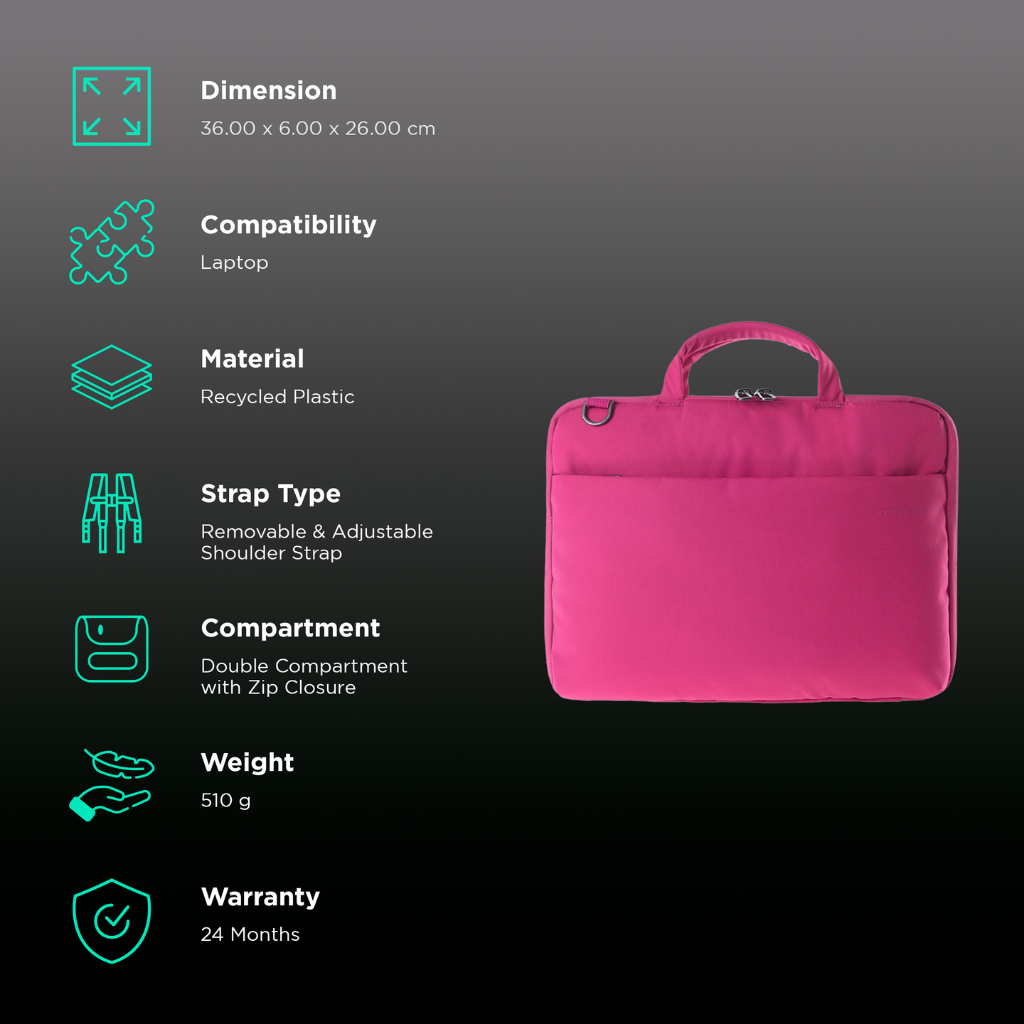 Dimension
36.00 x 6.00 x 26.00 cm
Compatibility
Laptop
Material
Recycled Plastic
Strap Type
Removable & Adjustable
Shoulder Strap
Compartment
Double Compartment
with Zip Closure
Weight
510 g
Warranty
24 Months